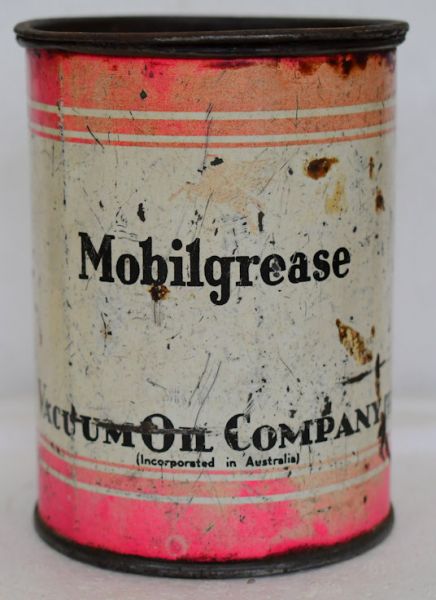 Mobilgrease
VACUUM OIL COMPANY
(Incorporated in Australia)